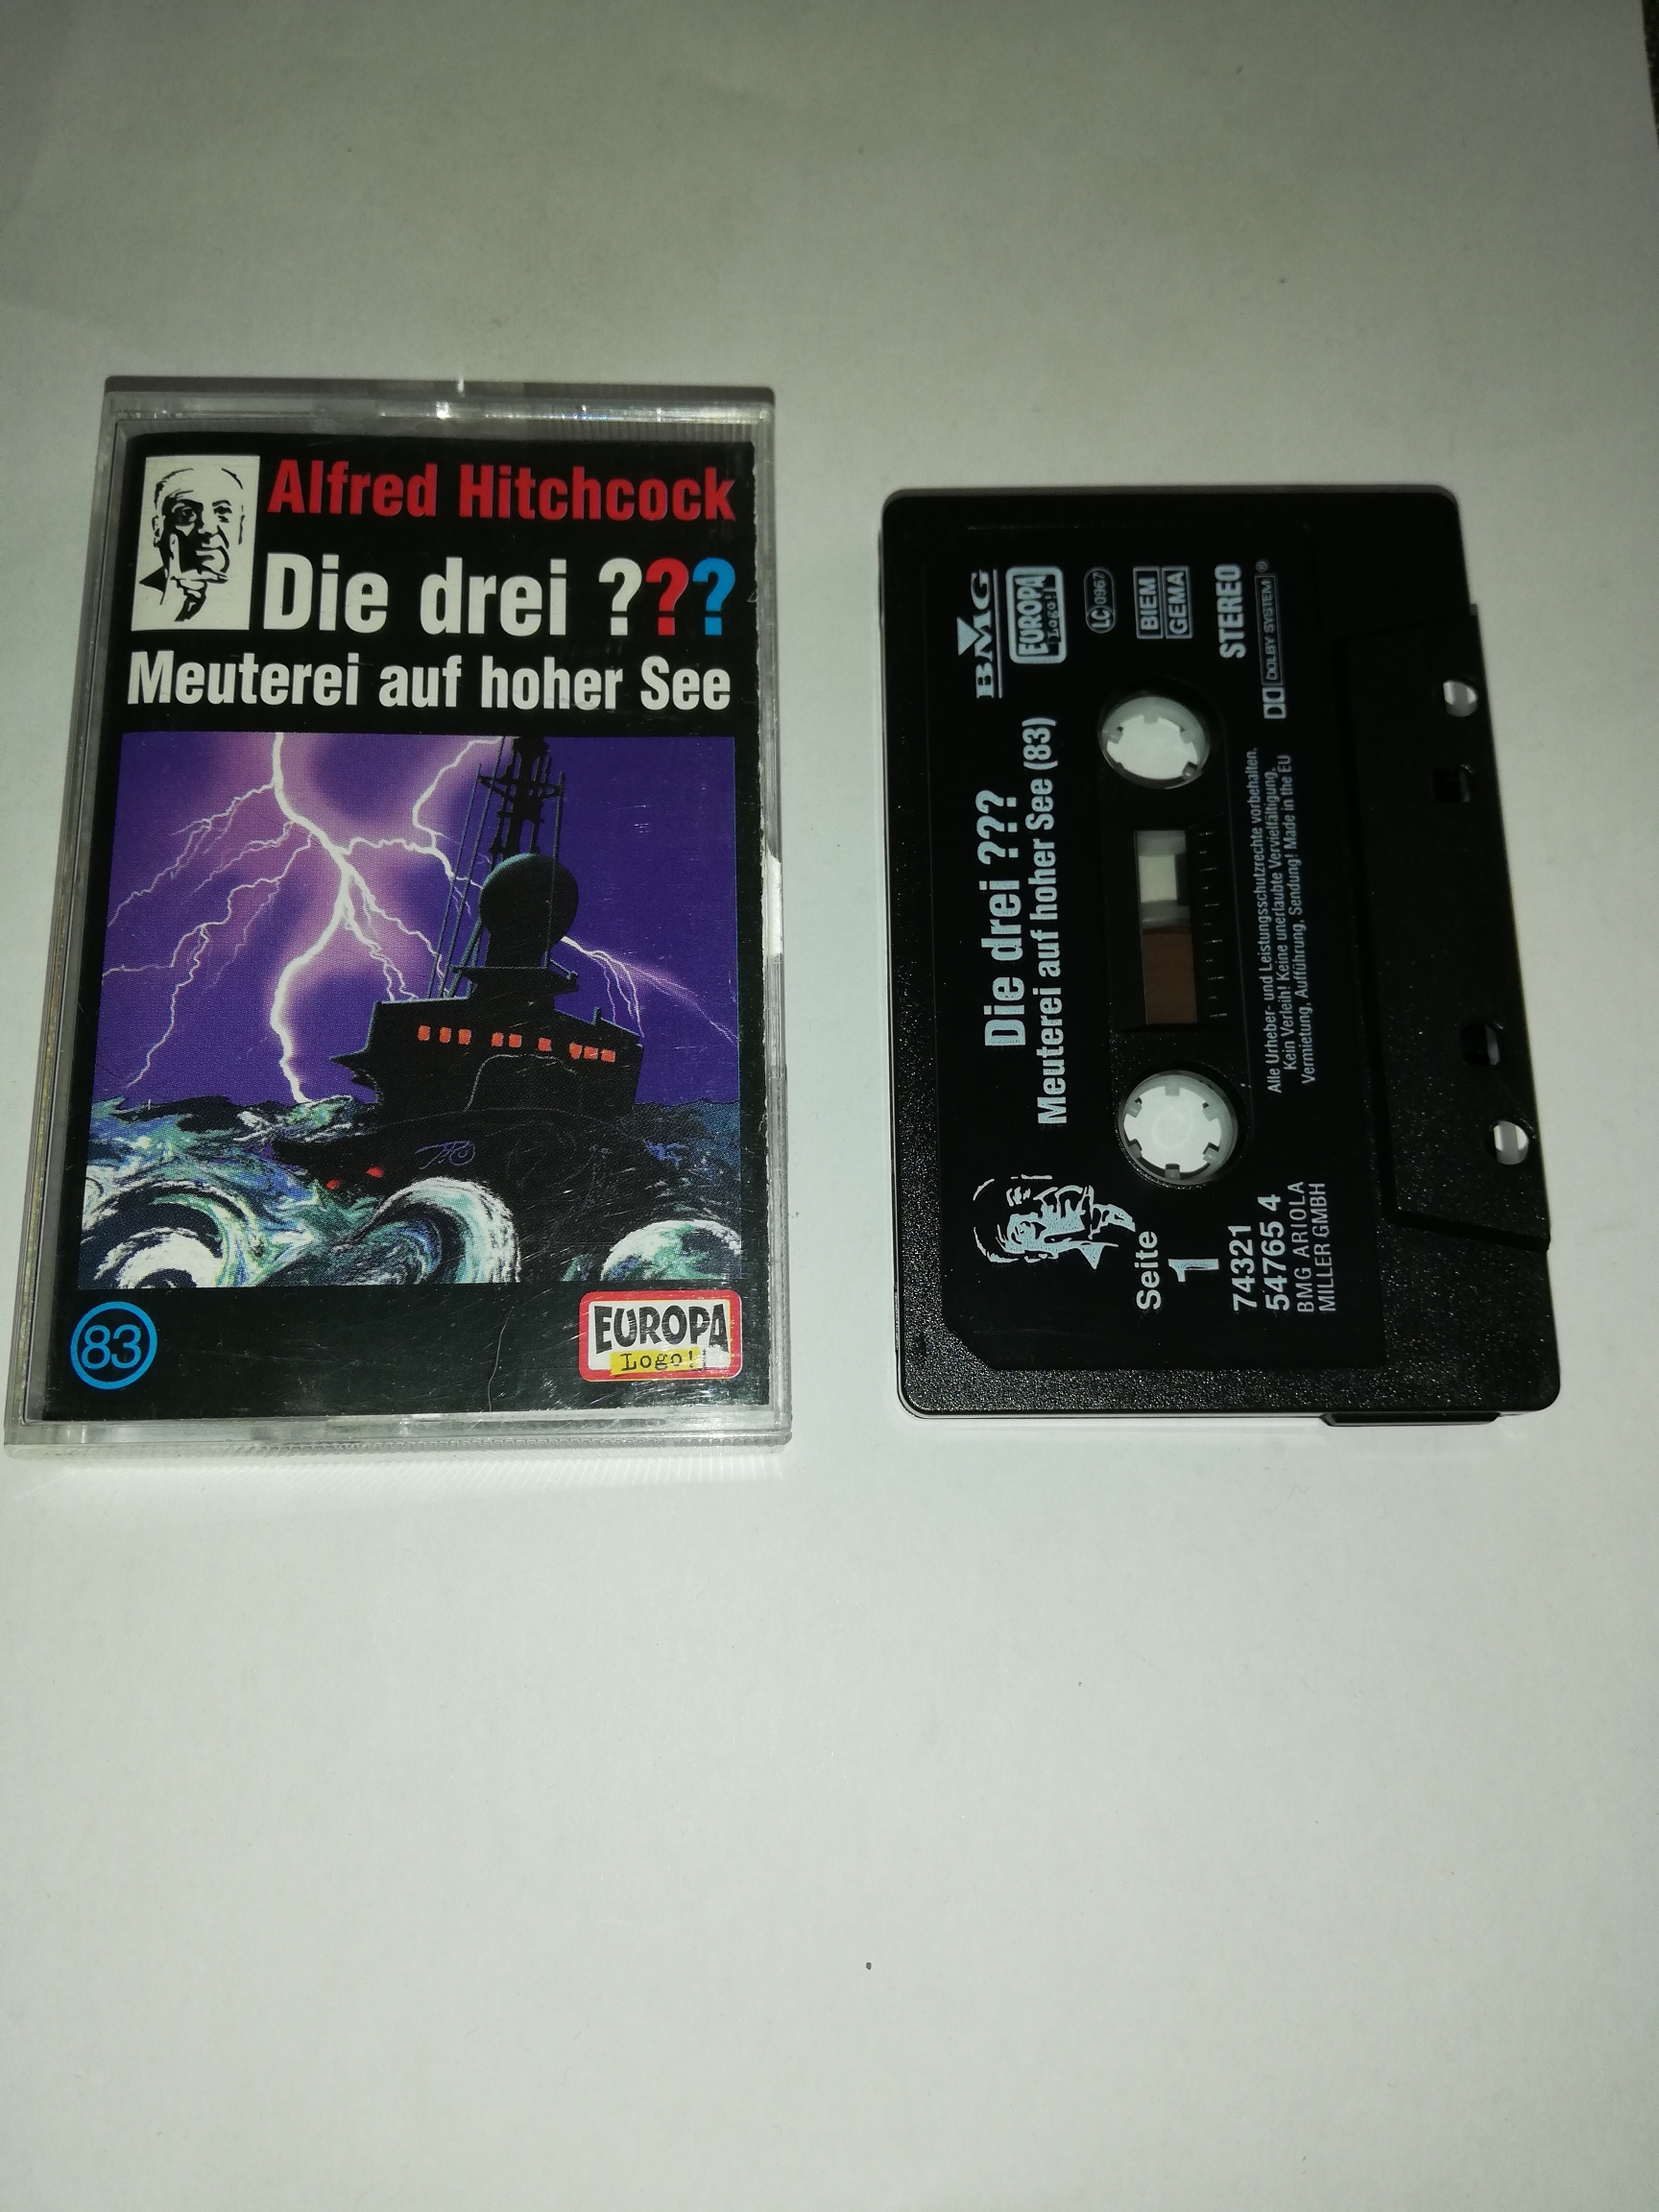 Alfred Hitchcock
Die drei ???
Meuterei auf hoher See
83
EUROPA
Logo!
BMG
EUROPA
Logo!
LC 0967
BIEM
GEMA
STEREO
DOLBY SYSTEM ®
Die drei ???
Meuterei auf hoher See (83)
Alle Urheber- und Leistungsschutzrechte vorbehalten.
Kein Verleih! Keine unerlaubte Vervielfältigung,
Vermietung, Aufführung, Sendung! Made in the EU
Seite
1
74321
54765 4
BMG ARIOLA
MILLER GMBH